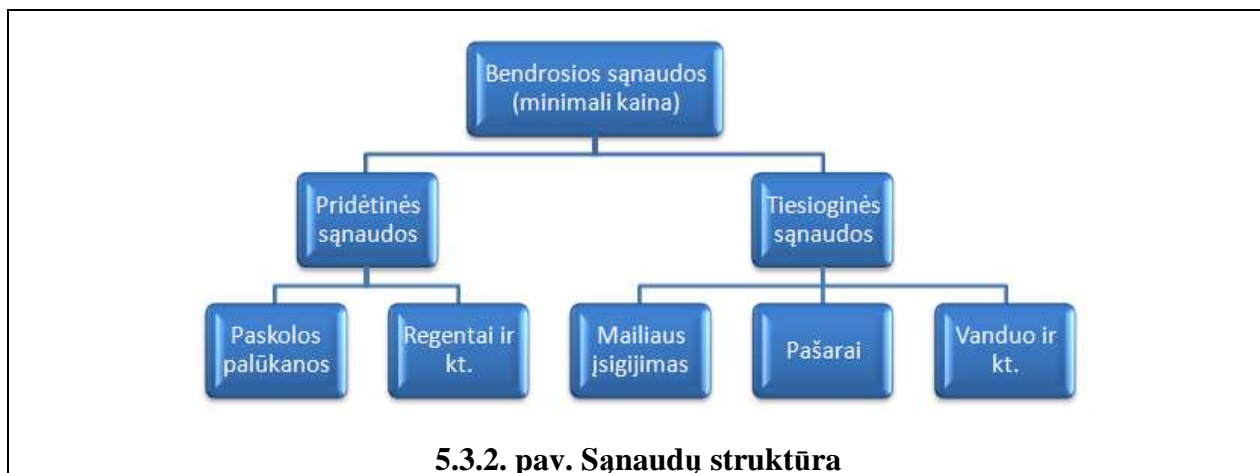 Bendrosios sąnaudos
(minimali kaina)
Pridėtinės
sąnaudos
Tiesioginės
sąnaudos
Paskolos
palūkanos
Regentai ir
kt.
Mailiaus
įsigijimas
Pašarai
Vanduo ir
kt.
5.3.2. pav. Sąnaudų struktūra